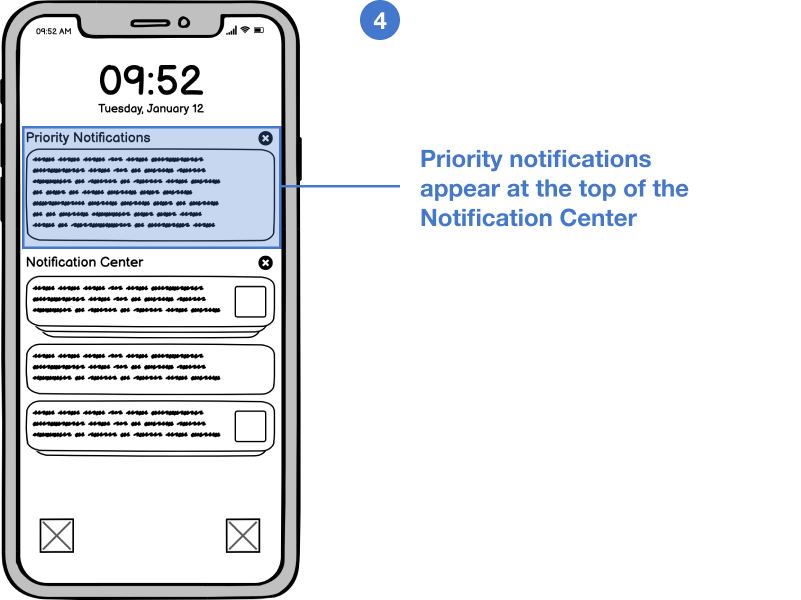 09:52 AM
4
09:52
Tuesday, January 12
Priority Notifications
Priority notifications
appear at the top of the
Notification Center
Notification Center